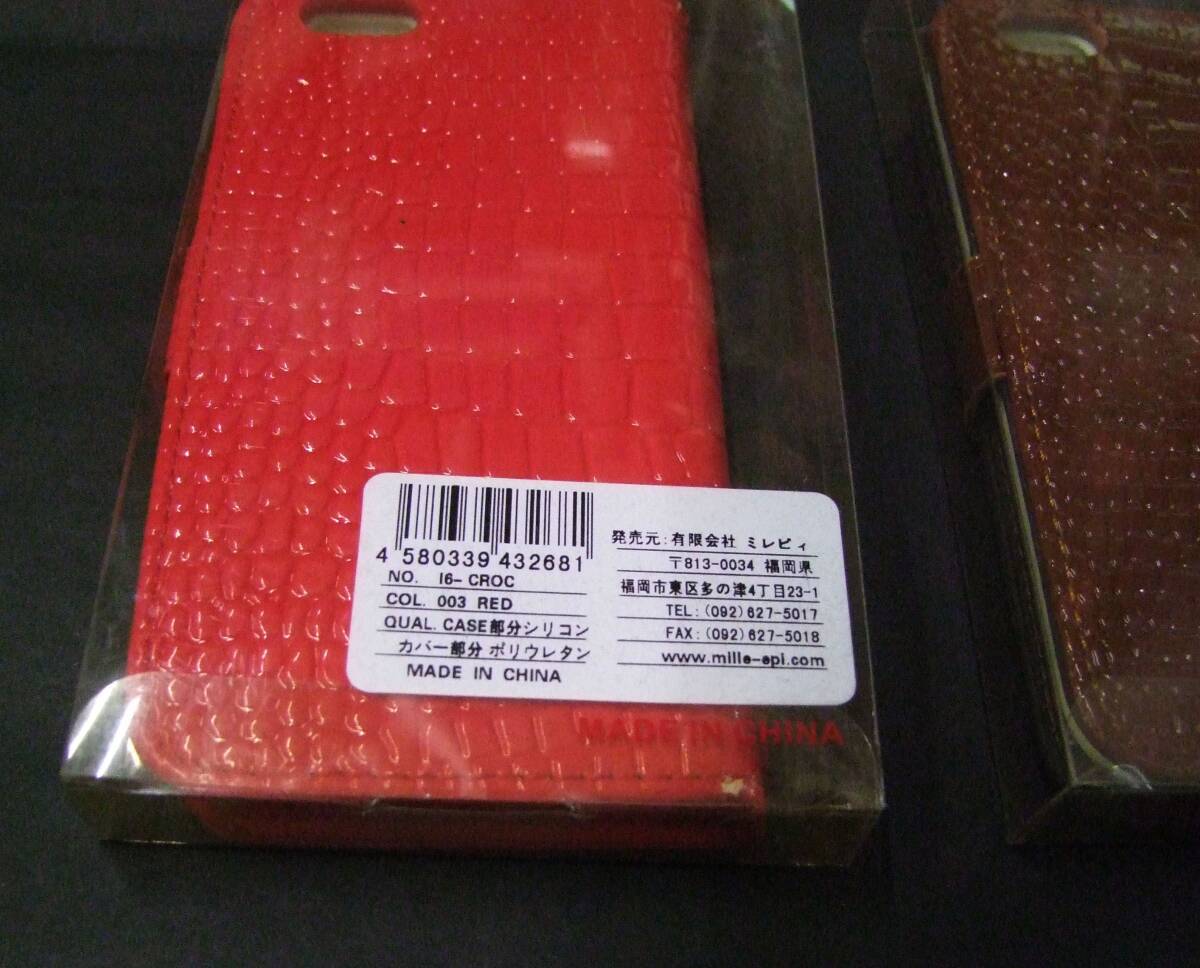 4 580339 432681
NO. I6-CROC
COL. 003 RED
QUAL. CASE部分シリコン
カバー部分 ポリウレタン
MADE IN CHINA
発売元:有限会社 ミレピィ
〒813-0034 福岡県
福岡市東区多の津4丁目23-1
TEL:(092)627-5017
FAX:(092)627-5018
www.mille-epi.com
MADE IN CHINA